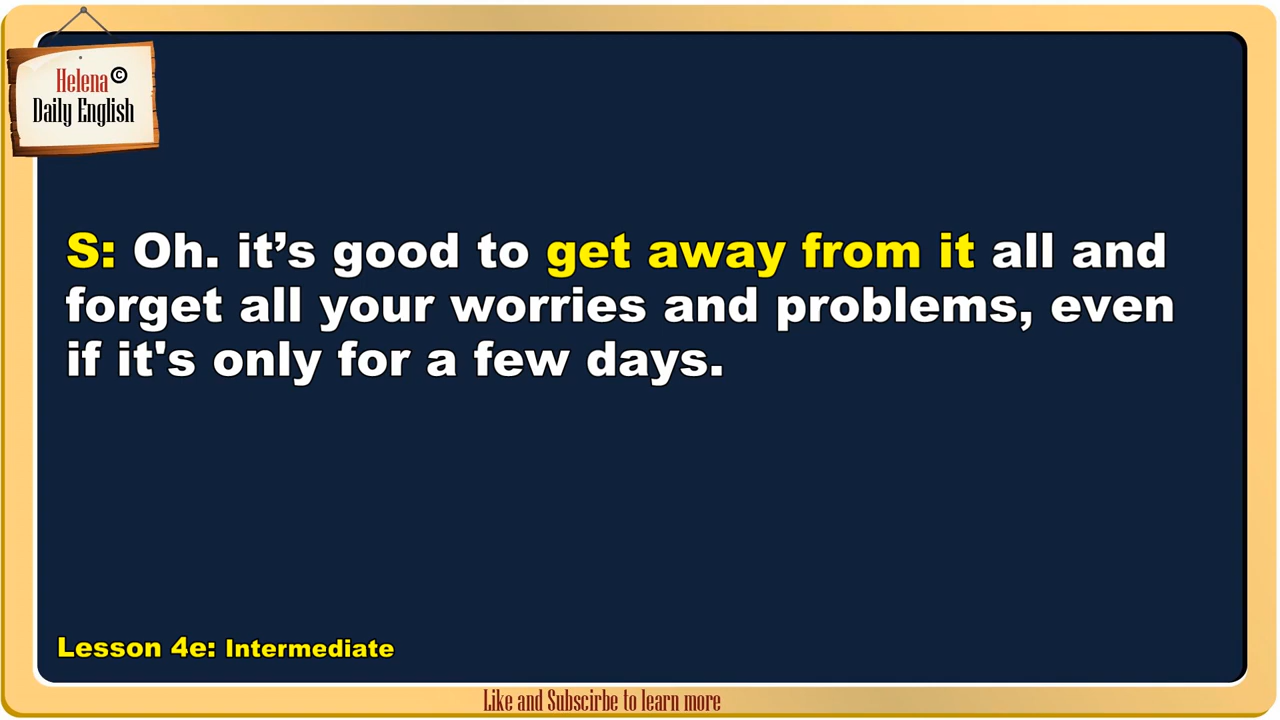 Helena ©
Daily English
S: Oh. it’s good to get away from it all and
forget all your worries and problems, even
if it's only for a few days.
Lesson 4e: Intermediate
Like and Subscirbe to learn more